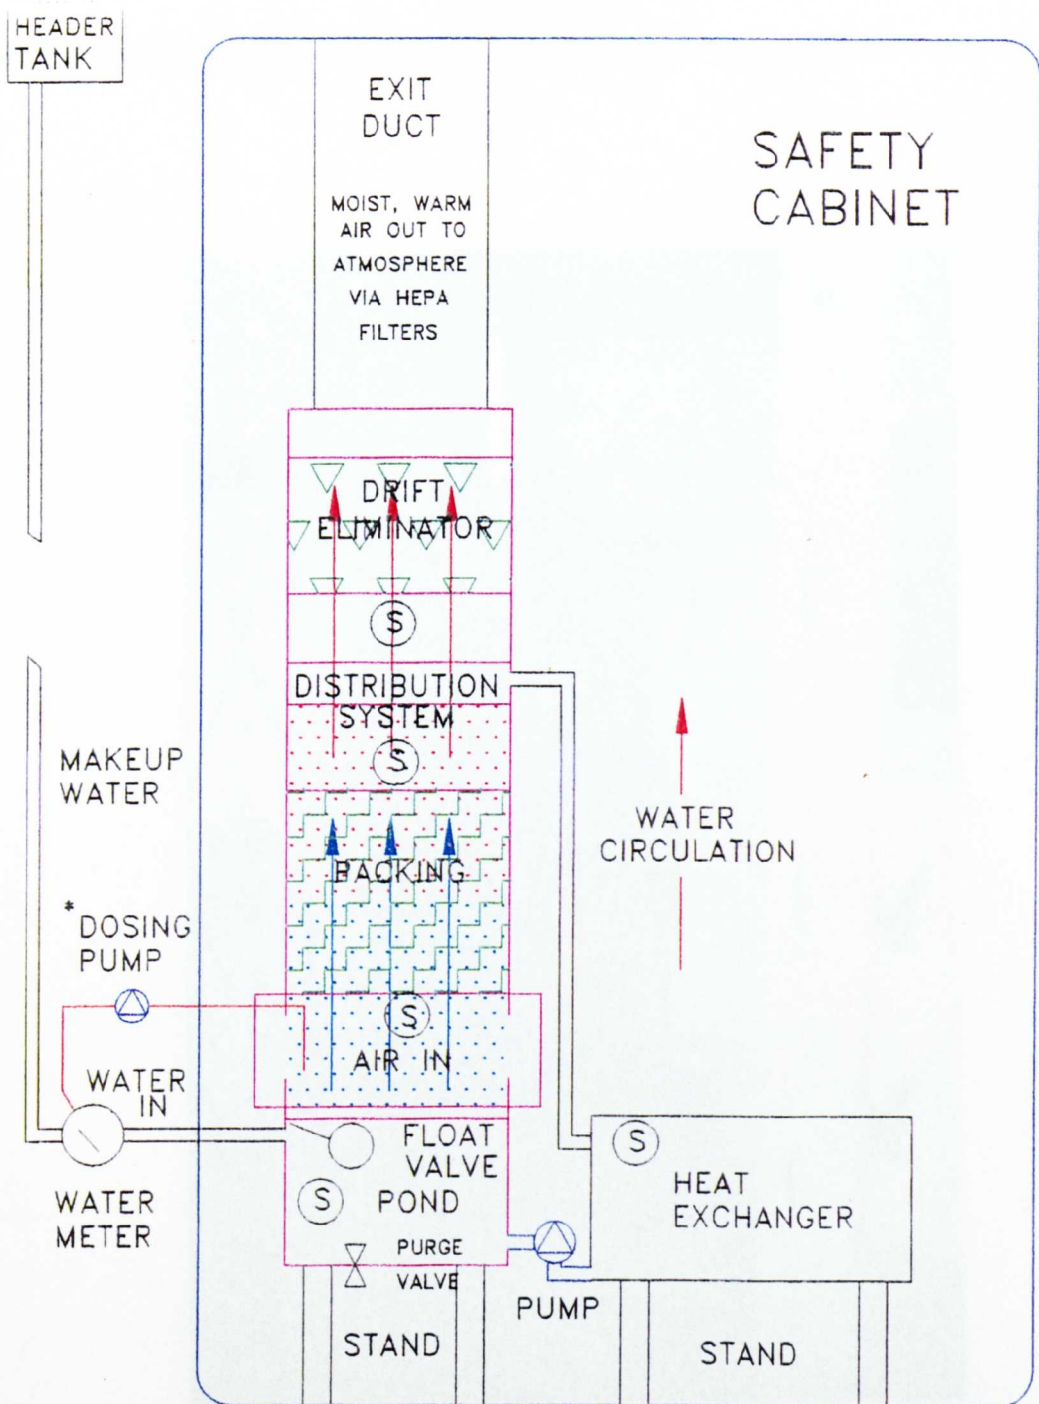 HEADER
TANK
EXIT
DUCT
MOIST, WARM
AIR OUT TO
ATMOSPHERE
VIA HEPA
FILTERS
SAFETY
CABINET
DRIFT
ELIMINATOR
S
DISTRIBUTION
SYSTEM
S
MAKEUP
WATER
PACKING
WATER
CIRCULATION
*DOSING
PUMP
S
AIR IN
WATER
IN
FLOAT
VALVE
S
POND
S
HEAT
EXCHANGER
WATER
METER
PURGE
VALVE
PUMP
STAND
STAND